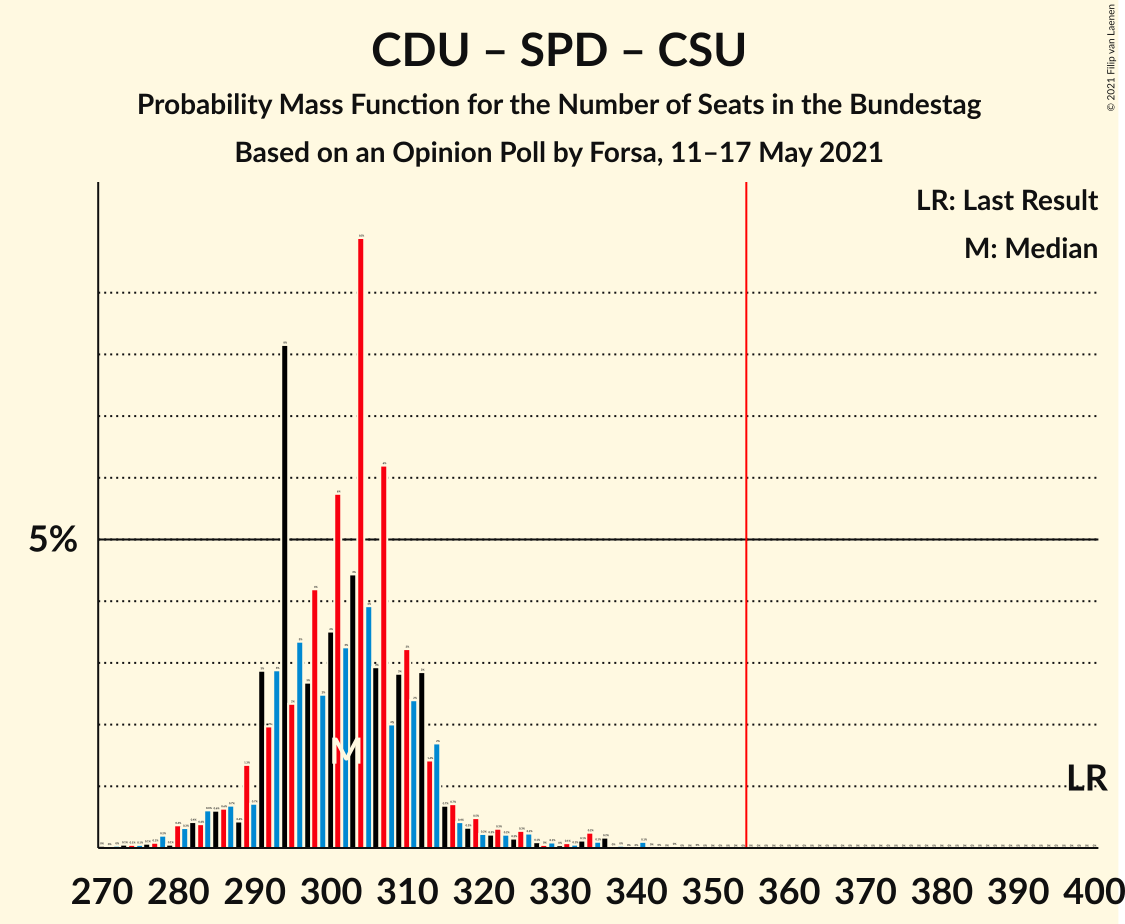 CDU – SPD – CSU
Probability Mass Function for the Number of Seats in the Bundestag
Based on an Opinion Poll by Forsa, 11–17 May 2021
© 2021 Filip van Laenen
LR: Last Result
M: Median
5%
M
LR
270 280 290 300 310 320 330 340 350 360 370 380 390 400